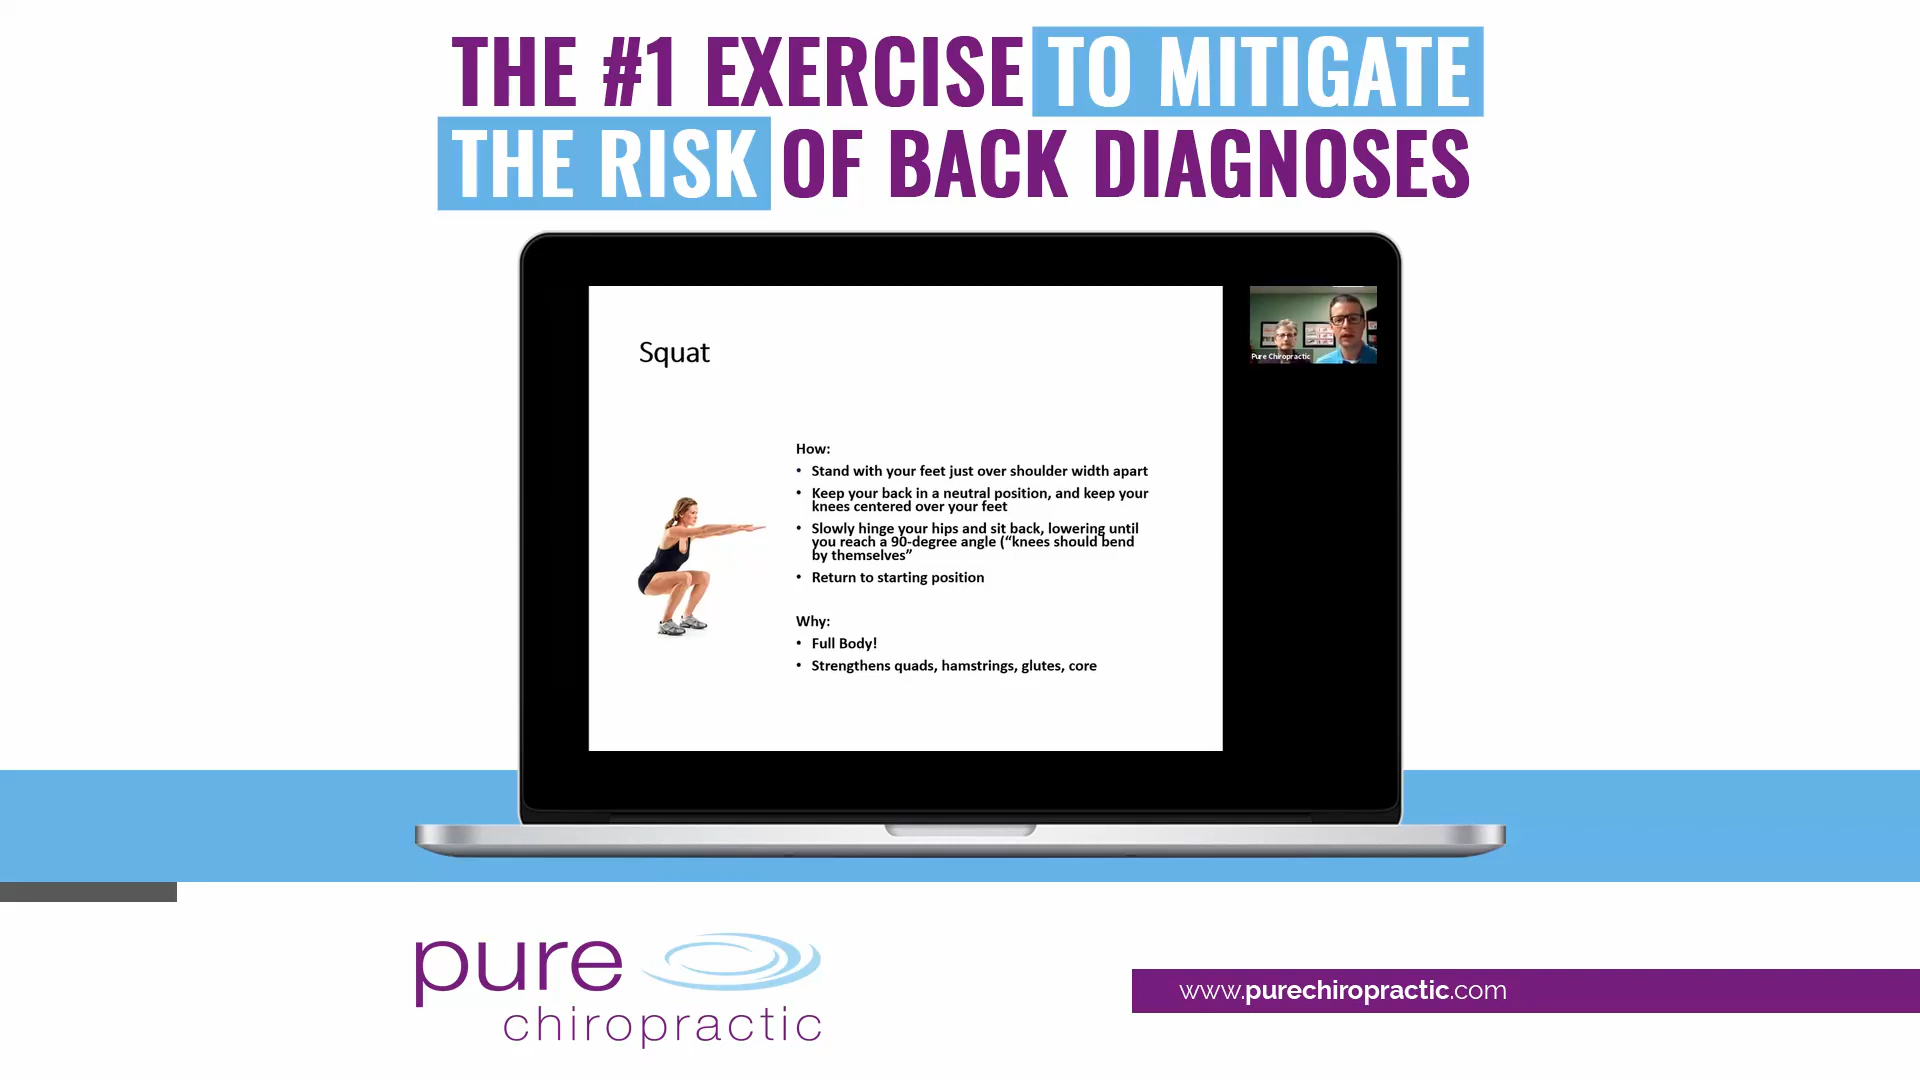 THE #1 EXERCISE TO MITIGATE
THE RISK OF BACK DIAGNOSES
Squat
Pure Chiropractic
How:
• Stand with your feet just over shoulder width apart
• Keep your back in a neutral position, and keep your
knees centered over your feet
• Slowly hinge your hips and sit back, lowering until
you reach a 90-degree angle (“knees should bend
by themselves”
• Return to starting position
Why:
• Full Body!
• Strengthens quads, hamstrings, glutes, core
pure
chiropractic
www.purechiropractic.com